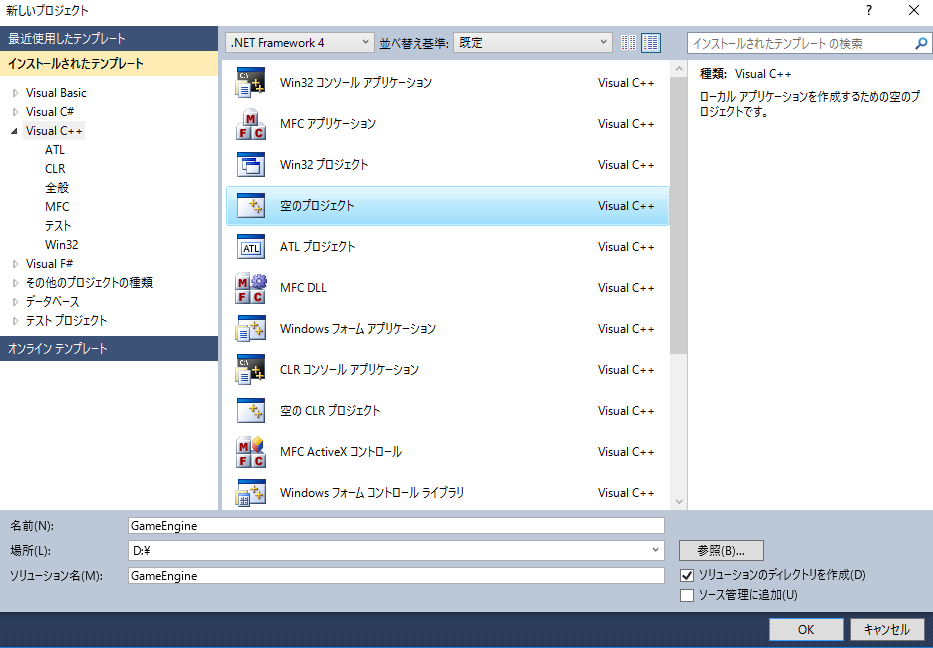 新しいプロジェクト
?
最近使用したテンプレート
.NET Framework 4
並べ替え基準:
既定
インストールされたテンプレート の検索
インストールされたテンプレート
Visual Basic
Visual C#
Visual C++
ATL
CLR
全般
MFC
テスト
Win32
Visual F#
その他のプロジェクトの種類
データベース
テスト プロジェクト
オンライン テンプレート
Win32 コンソール アプリケーション Visual C++
MFC アプリケーション Visual C++
Win32 プロジェクト Visual C++
空のプロジェクト Visual C++
ATL プロジェクト Visual C++
MFC DLL Visual C++
Windows フォーム アプリケーション Visual C++
CLR コンソール アプリケーション Visual C++
空の CLR プロジェクト Visual C++
MFC ActiveX コントロール Visual C++
Windows フォーム コントロール ライブラリ Visual C++
種類: Visual C++
ローカル アプリケーションを作成するための空のプ
ロジェクトです。
名前(N): GameEngine
場所(L): D:¥
参照(B)...
ソリューション名(M): GameEngine
ソリューションのディレクトリを作成(D)
ソース管理に追加(U)
OK
キャンセル